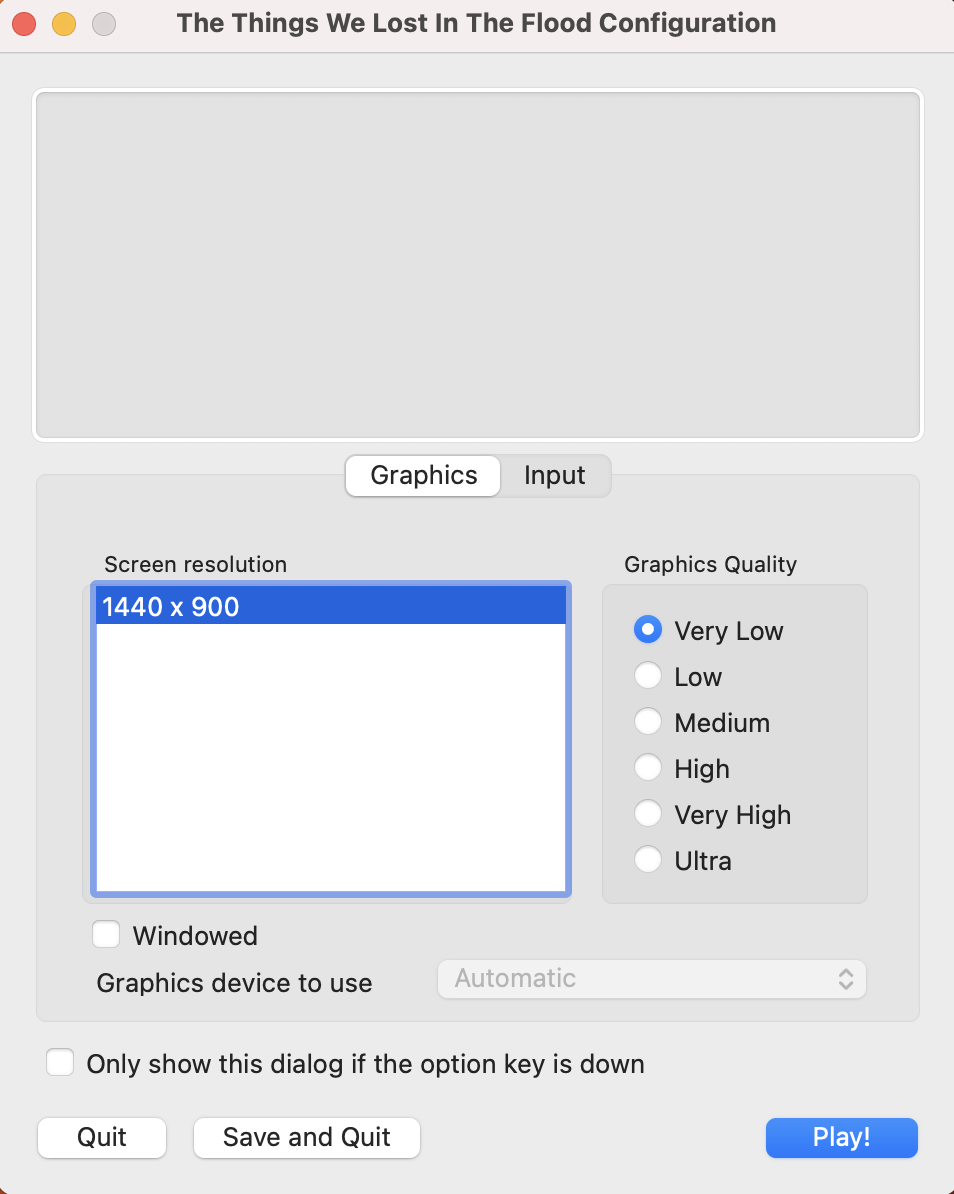 The Things We Lost In The Flood Configuration
Graphics
Input
Screen resolution
Graphics Quality
1440 x 900
Very Low
Low
Medium
High
Very High
Ultra
Windowed
Graphics device to use
Automatic
Only show this dialog if the option key is down
Quit
Save and Quit
Play!